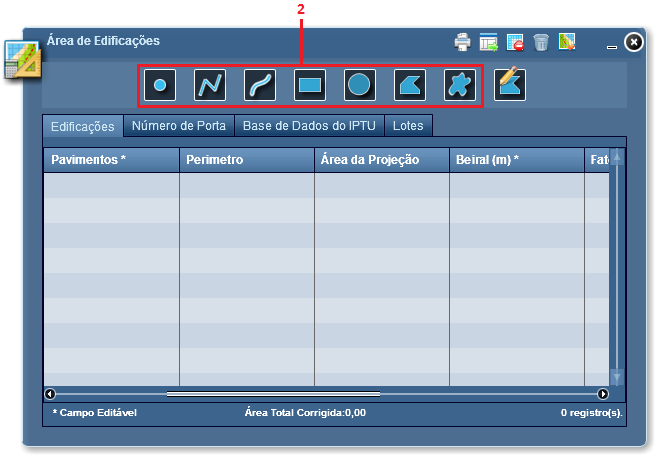 2
Área de Edificações
Edificações Número de Porta Base de Dados do IPTU Lotes
Pavimentos * Perimetro Área da Projeção Beiral (m) * Fat
* Campo Editável Área Total Corrigida:0,00 0 registro(s).